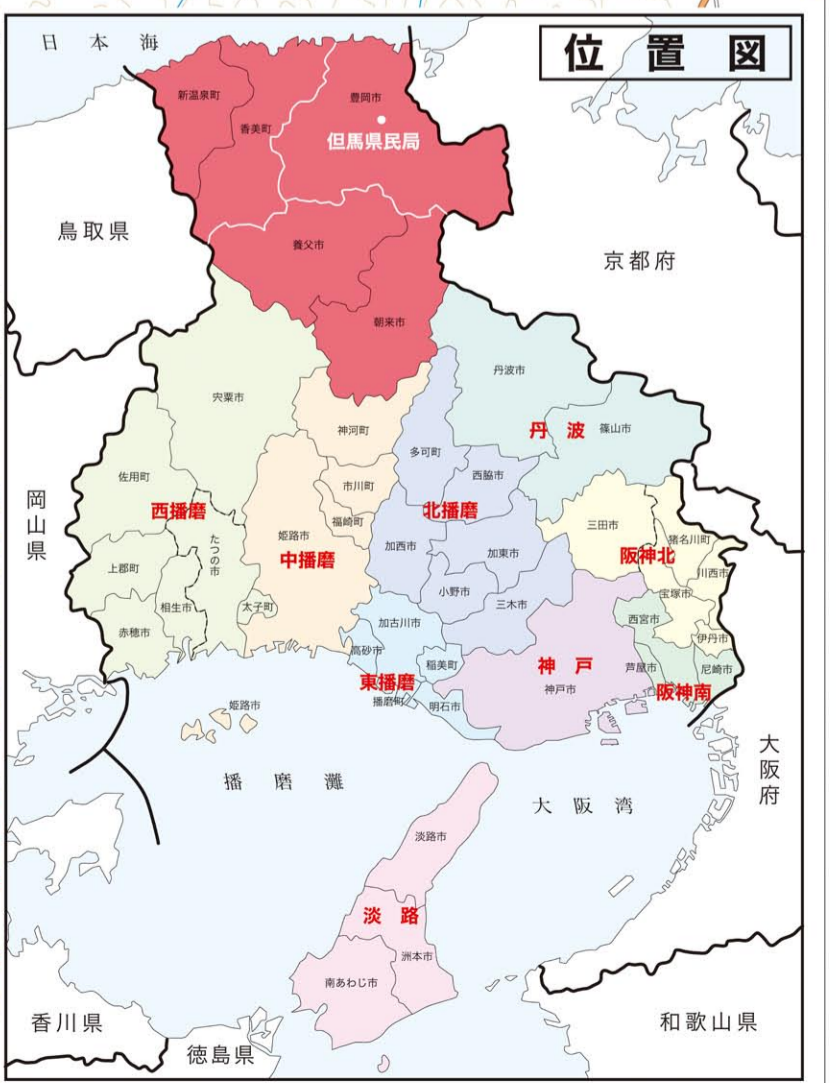 位置図
日本海
新温泉町
香美町
豊岡市
但馬県民局
鳥取県
養父市
京都府
朝来市
丹波市
宍粟市
神河町
丹波
篠山市
多可町
西脇市
佐用町
市川町
岡山県
西播磨
北播磨
福崎町
三田市
猪名川町
姫路市
たつの市
中播磨
加西市
加東市
阪神北
川西市
上郡町
小野市
宝塚市
相生市
太子町
三木市
赤穂市
加古川市
西宮市
伊丹市
高砂市
稲美町
神戸
芦屋市
尼崎市
東播磨
神戸市
阪神南
播磨町
明石市
姫路市
大阪府
播磨灘
大阪湾
淡路市
淡路
洲本市
南あわじ市
香川県
徳島県
和歌山県